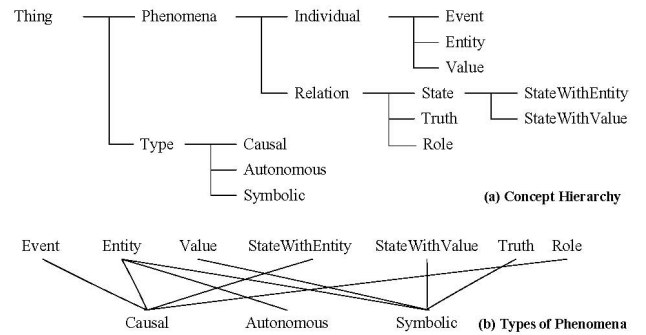 Thing Phenomena Individual Event
Entity
Value
Relation State StateWithEntity
Truth StateWithValue
Type Causal Role
Autonomous
Symbolic
(a) Concept Hierarchy
Event Entity Value StateWithEntity StateWithValue Truth Role
Causal Autonomous Symbolic
(b) Types of Phenomena